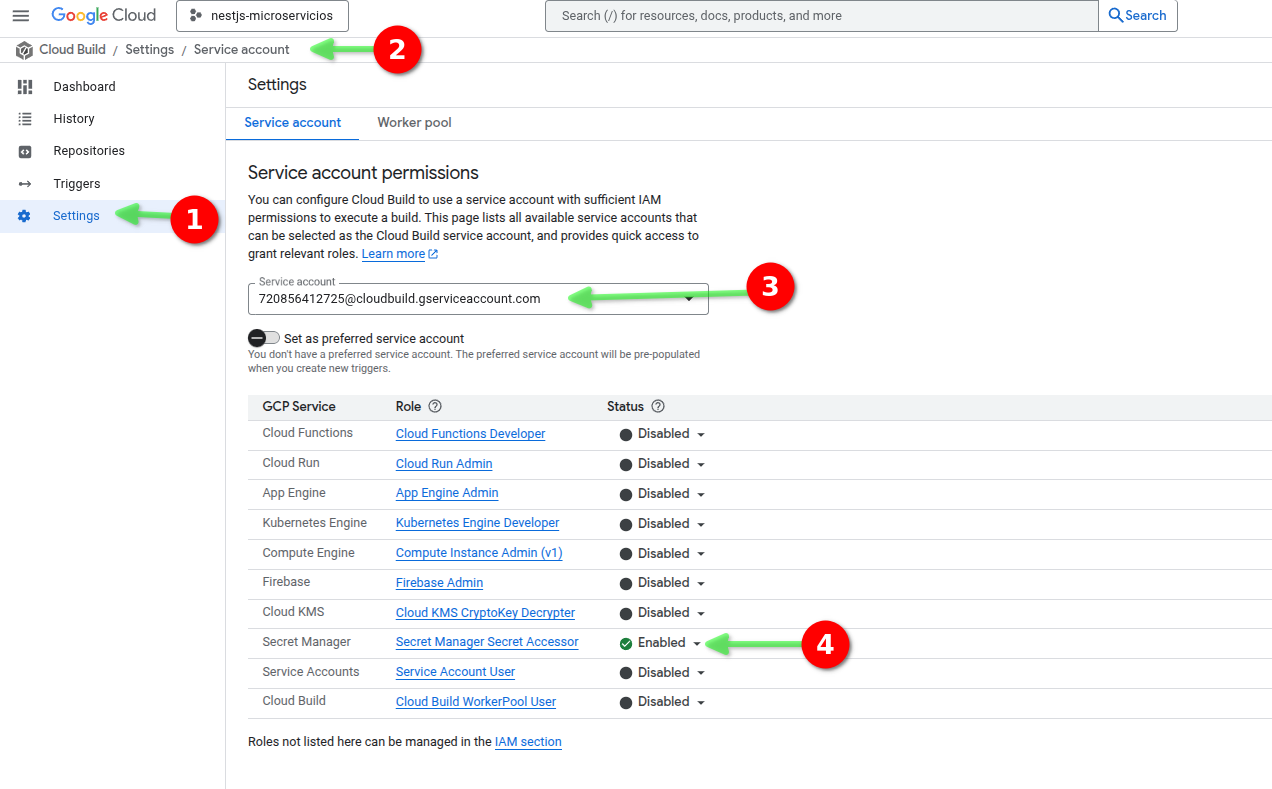 Google Cloud
nestjs-microservicios
Search (/) for resources, docs, products, and more
Search
Cloud Build / Settings / Service account
2
Dashboard
History
Repositories
Triggers
Settings
1
Settings
Service account
Worker pool
Service account permissions
You can configure Cloud Build to use a service account with sufficient IAM
permissions to execute a build. This page lists all available service accounts that
can be selected as the Cloud Build service account, and provides quick access to
grant relevant roles. Learn more
Service account
720856412725@cloudbuild.gserviceaccount.com
3
Set as preferred service account
You don't have a preferred service account. The preferred service account will be pre-populated
when you create new triggers.
GCP Service Role Status
Cloud Functions Cloud Functions Developer Disabled
Cloud Run Cloud Run Admin Disabled
App Engine App Engine Admin Disabled
Kubernetes Engine Kubernetes Engine Developer Disabled
Compute Engine Compute Instance Admin (v1) Disabled
Firebase Firebase Admin Disabled
Cloud KMS Cloud KMS CryptoKey Decrypter Disabled
Secret Manager Secret Manager Secret Accessor Enabled
4
Service Accounts Service Account User Disabled
Cloud Build Cloud Build WorkerPool User Disabled
Roles not listed here can be managed in the IAM section